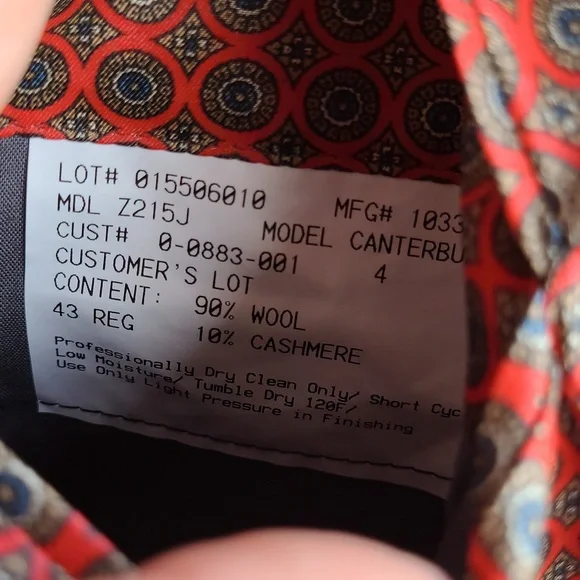 LOT# 015506010 MFG# 1033
MDL Z215J MODEL CANTERBU
CUST# 0-0883-001 4
CUSTOMER'S LOT
CONTENT: 90% WOOL
43 REG 10% CASHMERE
Professionally Dry Clean Only/ Short Cyc
Low Moisture/ Tumble Dry 120F/
Use Only Light Pressure in Finishing